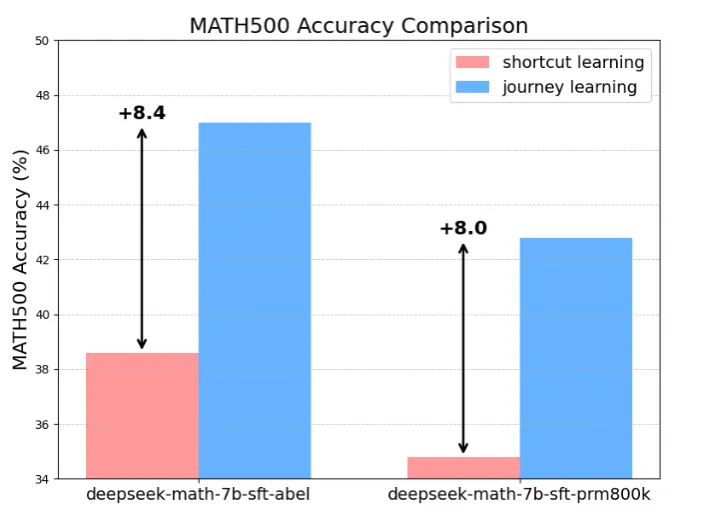 MATH500 Accuracy Comparison
50
48
46
44
42
40
38
36
34
MATH500 Accuracy (%)
shortcut learning
journey learning
+8.4
+8.0
deepseek-math-7b-sft-abel
deepseek-math-7b-sft-prm800k